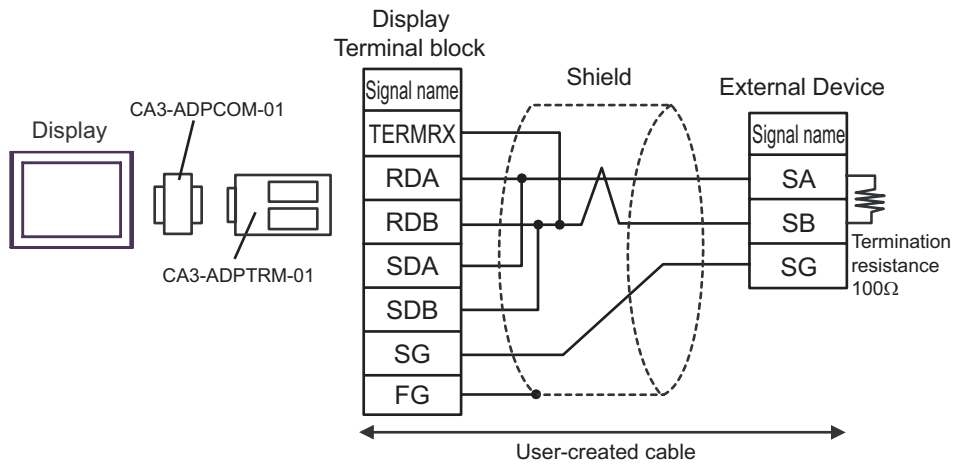 Display
Terminal block
Shield
External Device
CA3-ADPCOM-01
Display
CA3-ADPTRM-01
Signal name
TERMRX
RDA
RDB
SDA
SDB
SG
FG
Signal name
SA
SB
SG
Termination
resistance
100Ω
User-created cable